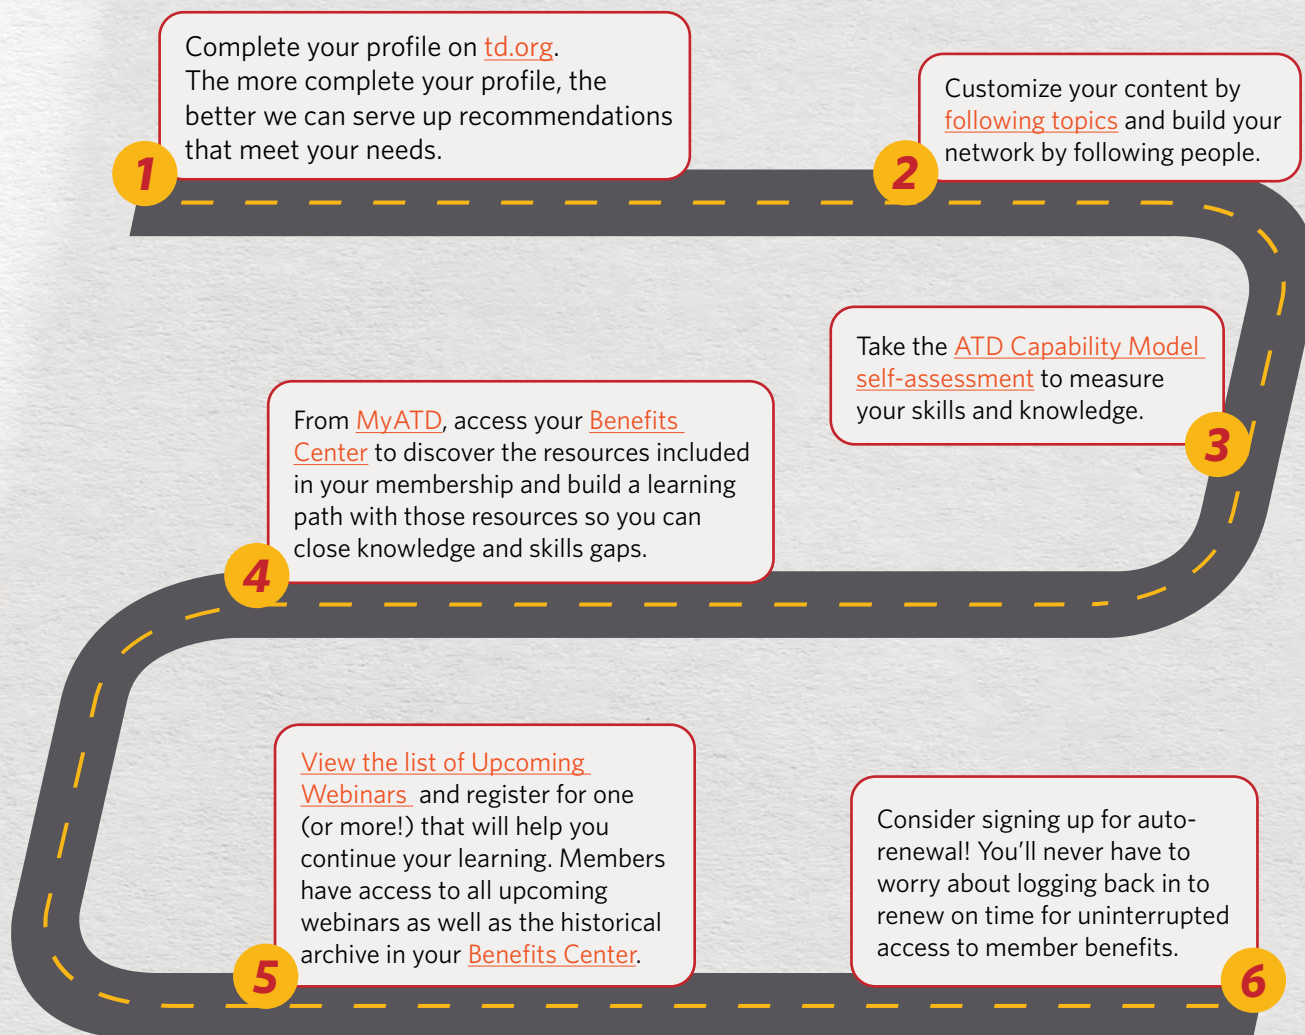 1
Complete your profile on td.org.
The more complete your profile, the
better we can serve up recommendations
that meet your needs.
2
Customize your content by
following topics and build your
network by following people.
3
Take the ATD Capability Model
self-assessment to measure
your skills and knowledge.
4
From MyATD, access your Benefits
Center to discover the resources included
in your membership and build a learning
path with those resources so you can
close knowledge and skills gaps.
5
View the list of Upcoming
Webinars and register for one
(or more!) that will help you
continue your learning. Members
have access to all upcoming
webinars as well as the historical
archive in your Benefits Center.
6
Consider signing up for auto-
renewal! You'll never have to
worry about logging back in to
renew on time for uninterrupted
access to member benefits.